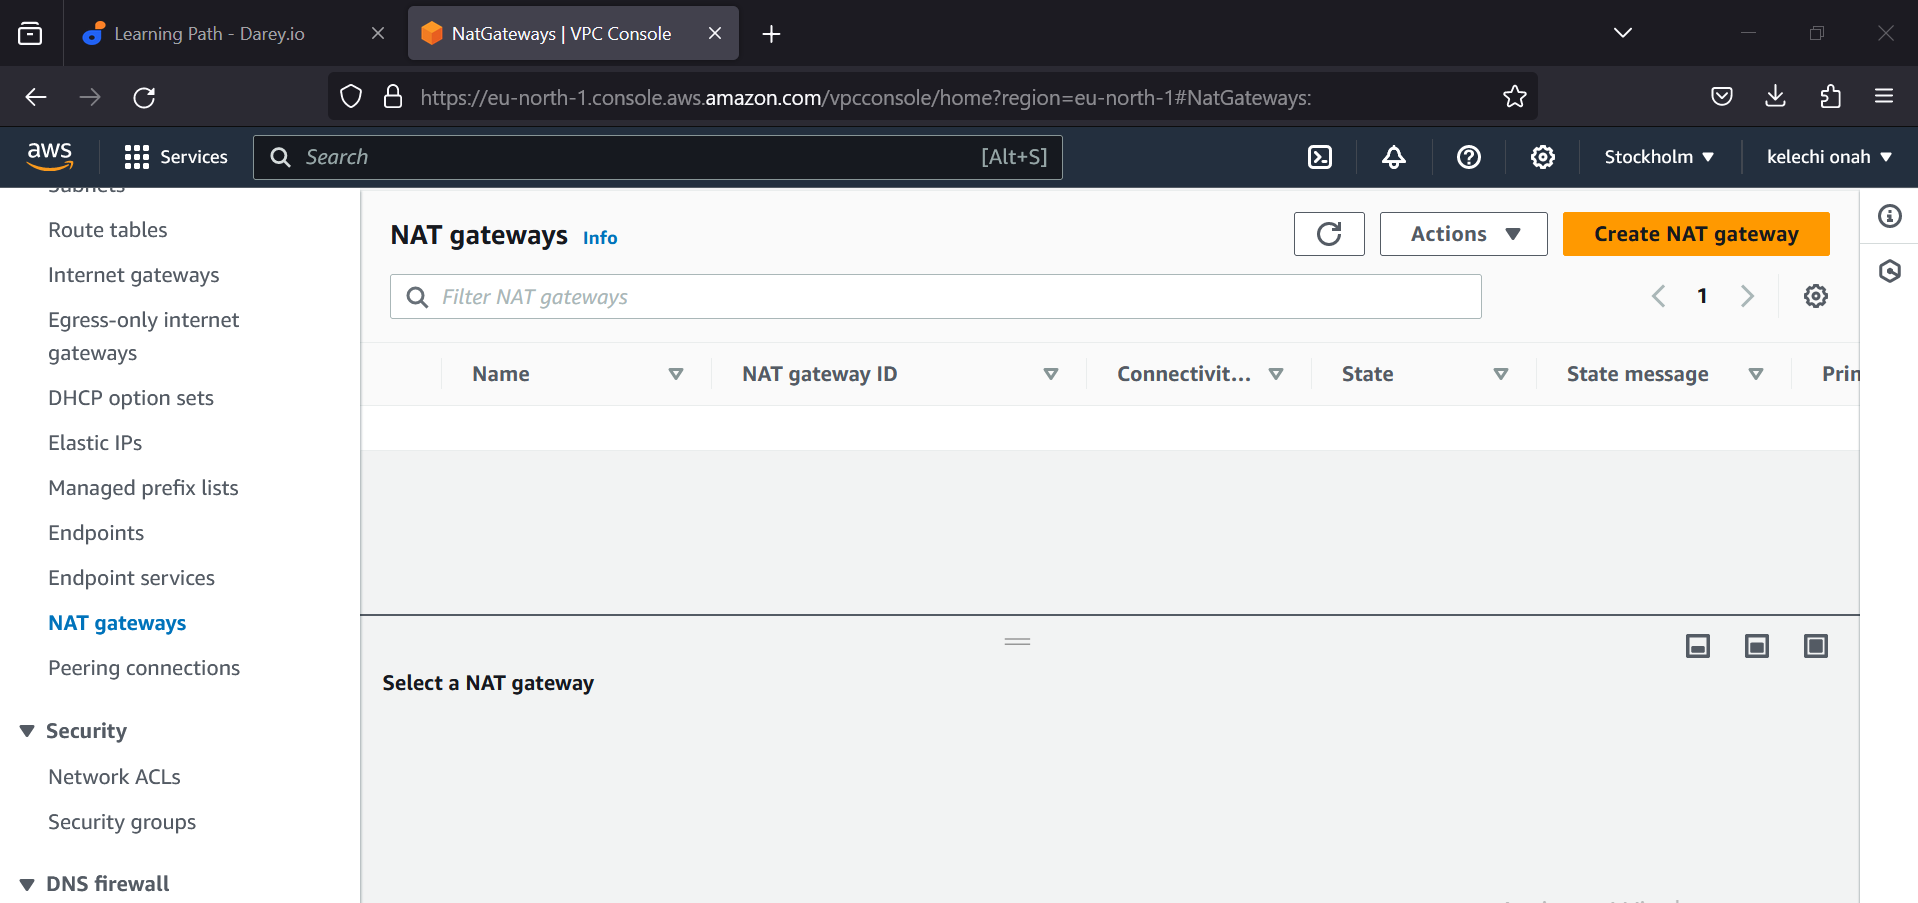 Learning Path - Darey.io
NatGateways | VPC Console
https://eu-north-1.console.aws.amazon.com/vpcconsole/home?region=eu-north-1#NatGateways:
aws
Services
Search
[Alt+S]
Stockholm
kelechi onah
Subnets
Route tables
Internet gateways
Egress-only internet
gateways
DHCP option sets
Elastic IPs
Managed prefix lists
Endpoints
Endpoint services
NAT gateways
Peering connections
Security
Network ACLs
Security groups
DNS firewall
NAT gateways Info
Actions
Create NAT gateway
Filter NAT gateways
1
Name
NAT gateway ID
Connectivit...
State
State message
Prin
Select a NAT gateway